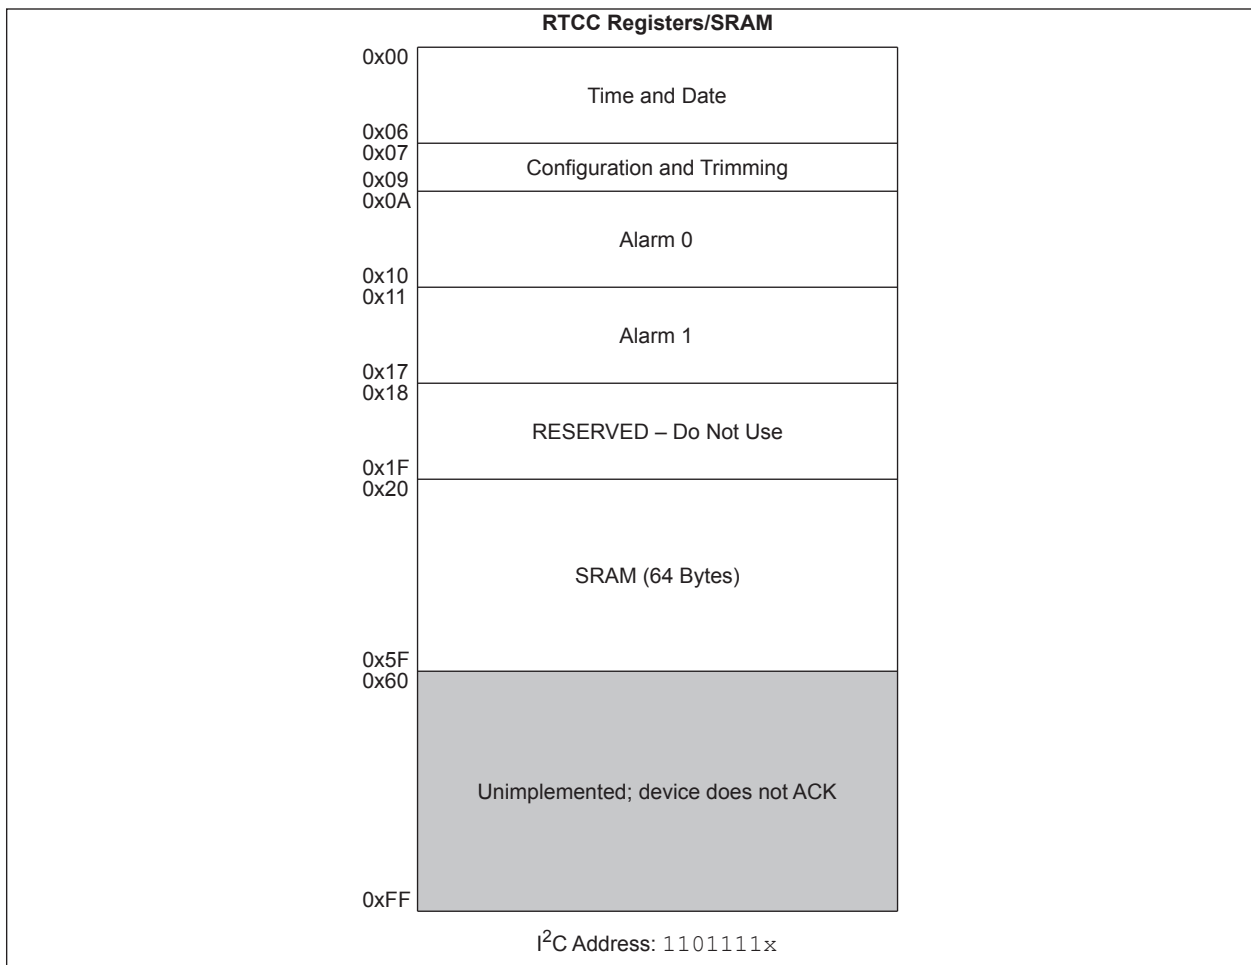 RTCC Registers/SRAM
0x00
Time and Date
0x06
0x07
Configuration and Trimming
0x09
0x0A
Alarm 0
0x10
0x11
Alarm 1
0x17
0x18
RESERVED – Do Not Use
0x1F
0x20
SRAM (64 Bytes)
0x5F
0x60
Unimplemented; device does not ACK
0xFF
I²C Address: 1101111x